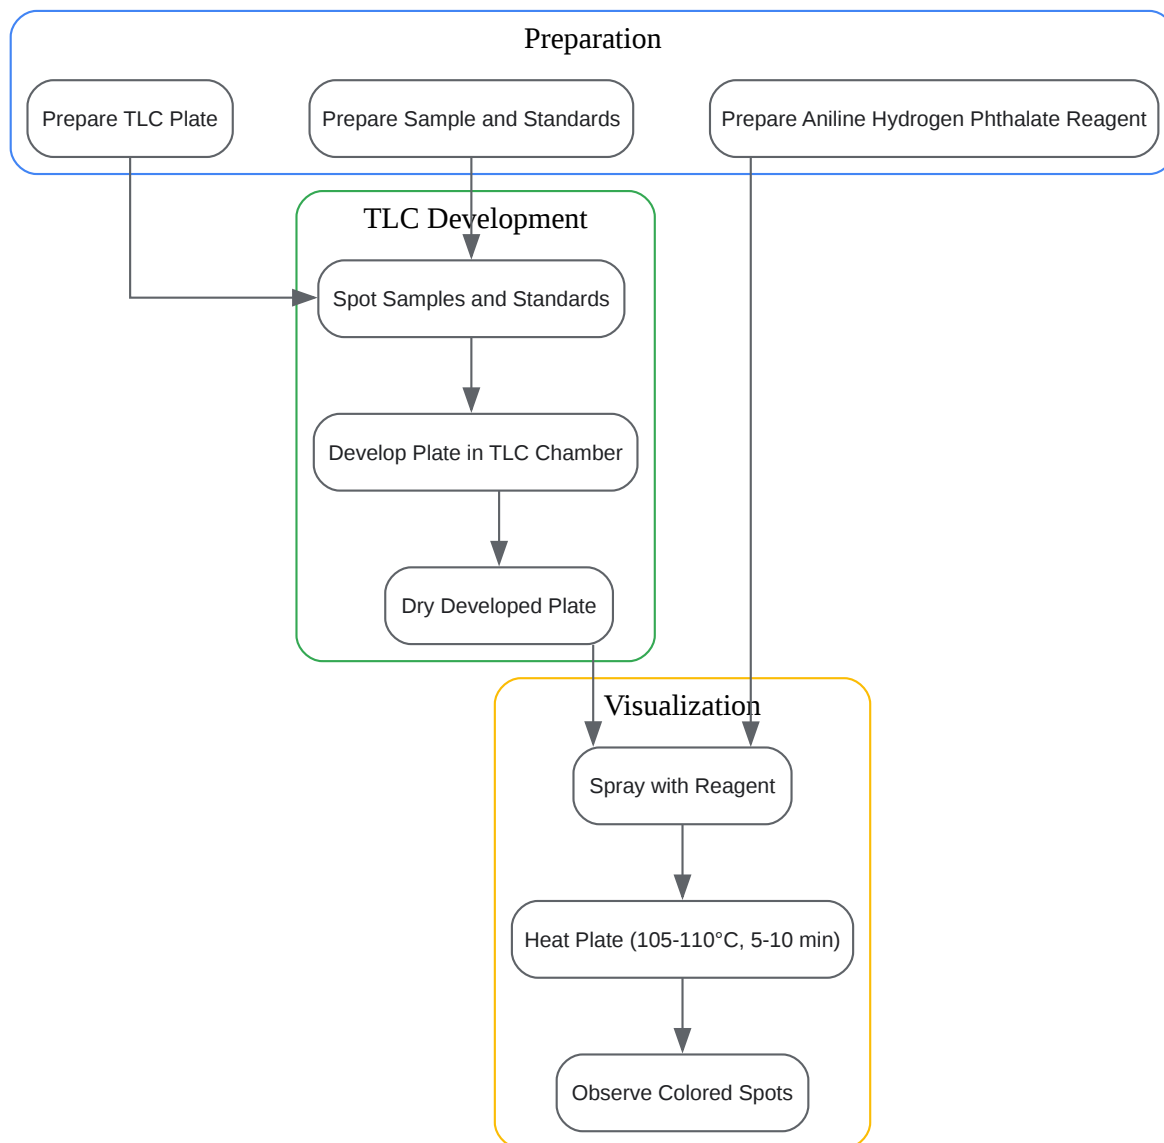 Preparation
Prepare TLC Plate
Prepare Sample and Standards
Prepare Aniline Hydrogen Phthalate Reagent
TLC Development
Spot Samples and Standards
Develop Plate in TLC Chamber
Dry Developed Plate
Visualization
Spray with Reagent
Heat Plate (105-110°C, 5-10 min)
Observe Colored Spots